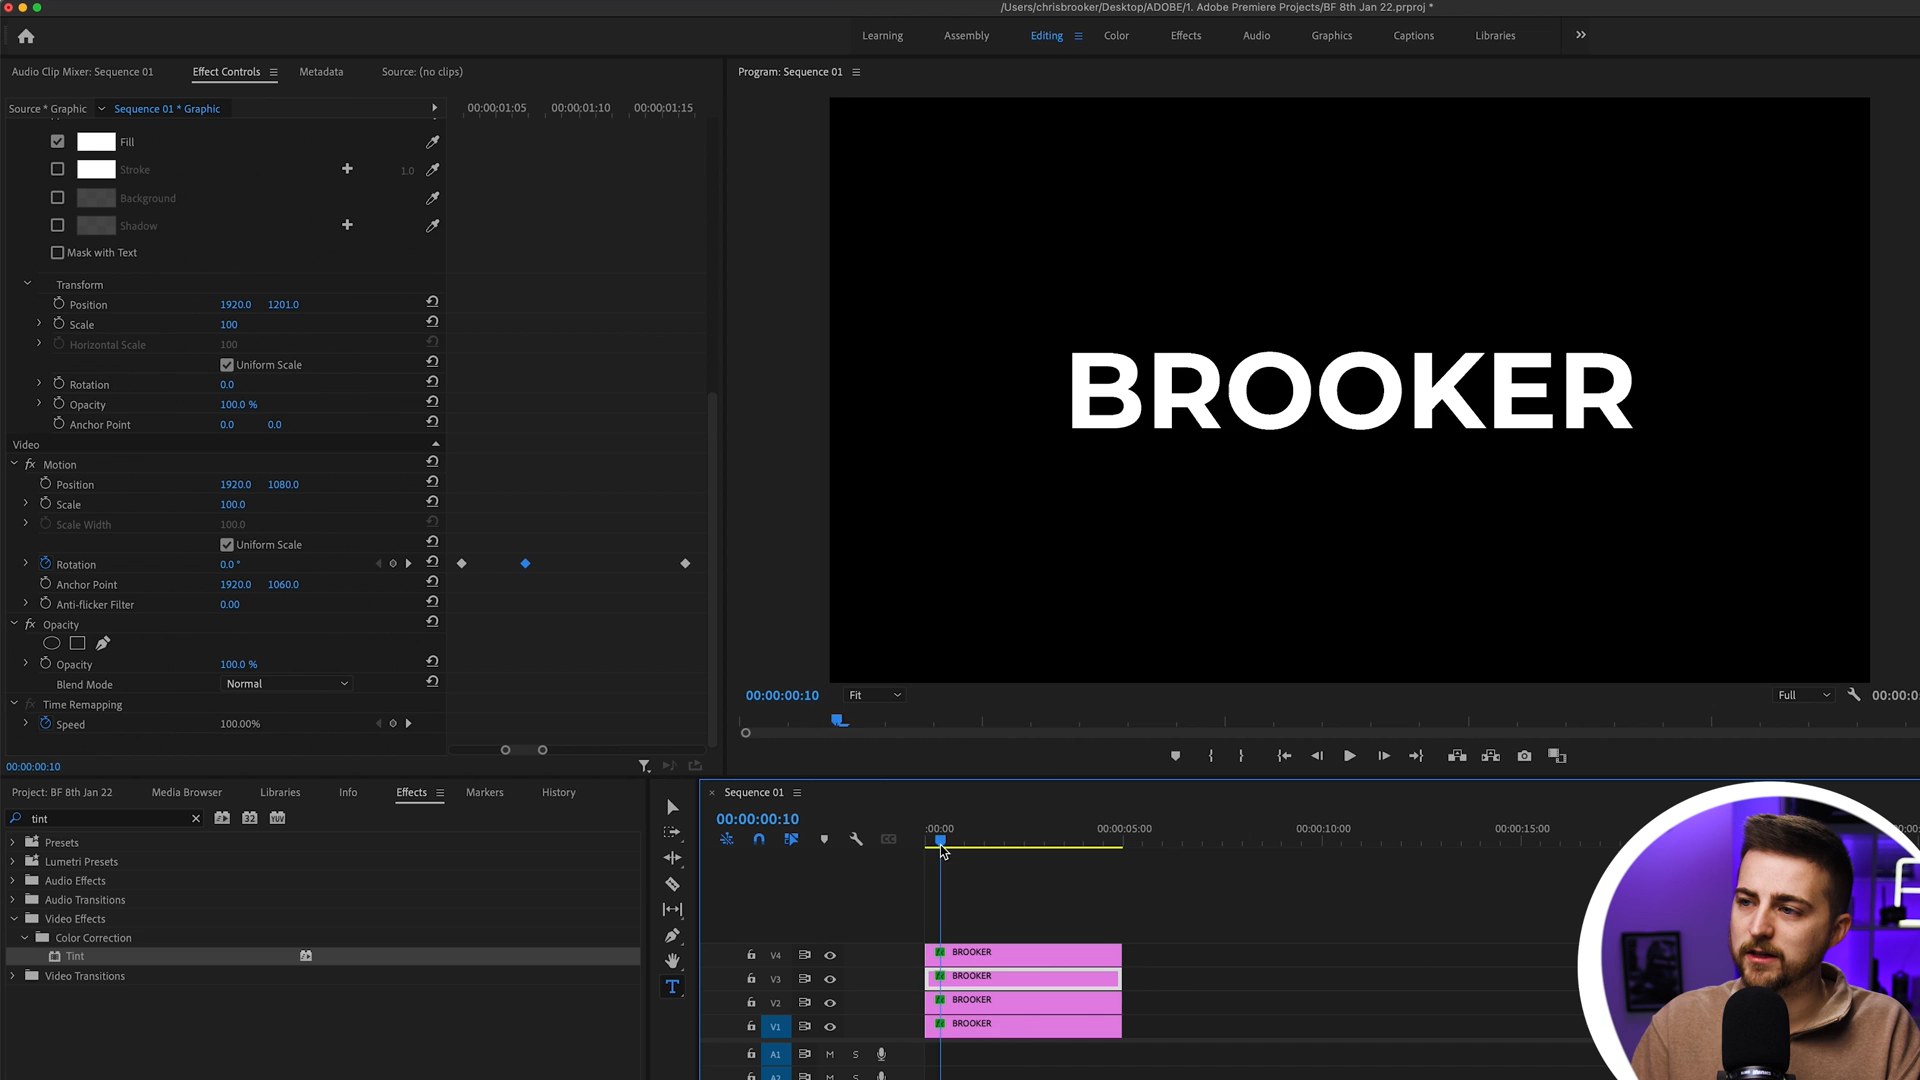 /Users/chrisbrooker/Desktop/ADOBE/1. Adobe Premiere Projects/BF 8th Jan 22.prproj *
Learning Assembly Editing Color Effects Audio Graphics Captions Libraries
Audio Clip Mixer: Sequence 01 Effect Controls Metadata Source: (no clips)
Program: Sequence 01
Source * Graphic Sequence 01 * Graphic
00:00:01:05 00:00:01:10 00:00:01:15
Fill
Stroke 1.0
Background
Shadow
Mask with Text
Transform
Position 1920.0 1201.0
Scale 100
Horizontal Scale 100
Uniform Scale
Rotation 0.0
Opacity 100.0 %
Anchor Point 0.0 0.0
Video
fx Motion
Position 1920.0 1080.0
Scale 100.0
Scale Width 100.0
Uniform Scale
Rotation 0.0 °
Anchor Point 1920.0 1060.0
Anti-flicker Filter 0.00
fx Opacity
Opacity 100.0 %
Blend Mode Normal
fx Time Remapping
Speed 100.00%
00:00:00:10
BROOKER
00:00:00:10 Fit Full
Project: BF 8th Jan 22 Media Browser Libraries Info Effects Markers History
tint 32 YUV
Presets
Lumetri Presets
Audio Effects
Audio Transitions
Video Effects
Color Correction
Tint
Video Transitions
T
× Sequence 01
00:00:00:10
CC
:00:00 00:00:05:00 00:00:10:00 00:00:15:00
V4 BROOKER
V3 BROOKER
V2 BROOKER
V1 BROOKER
A1 M S
A2 M S